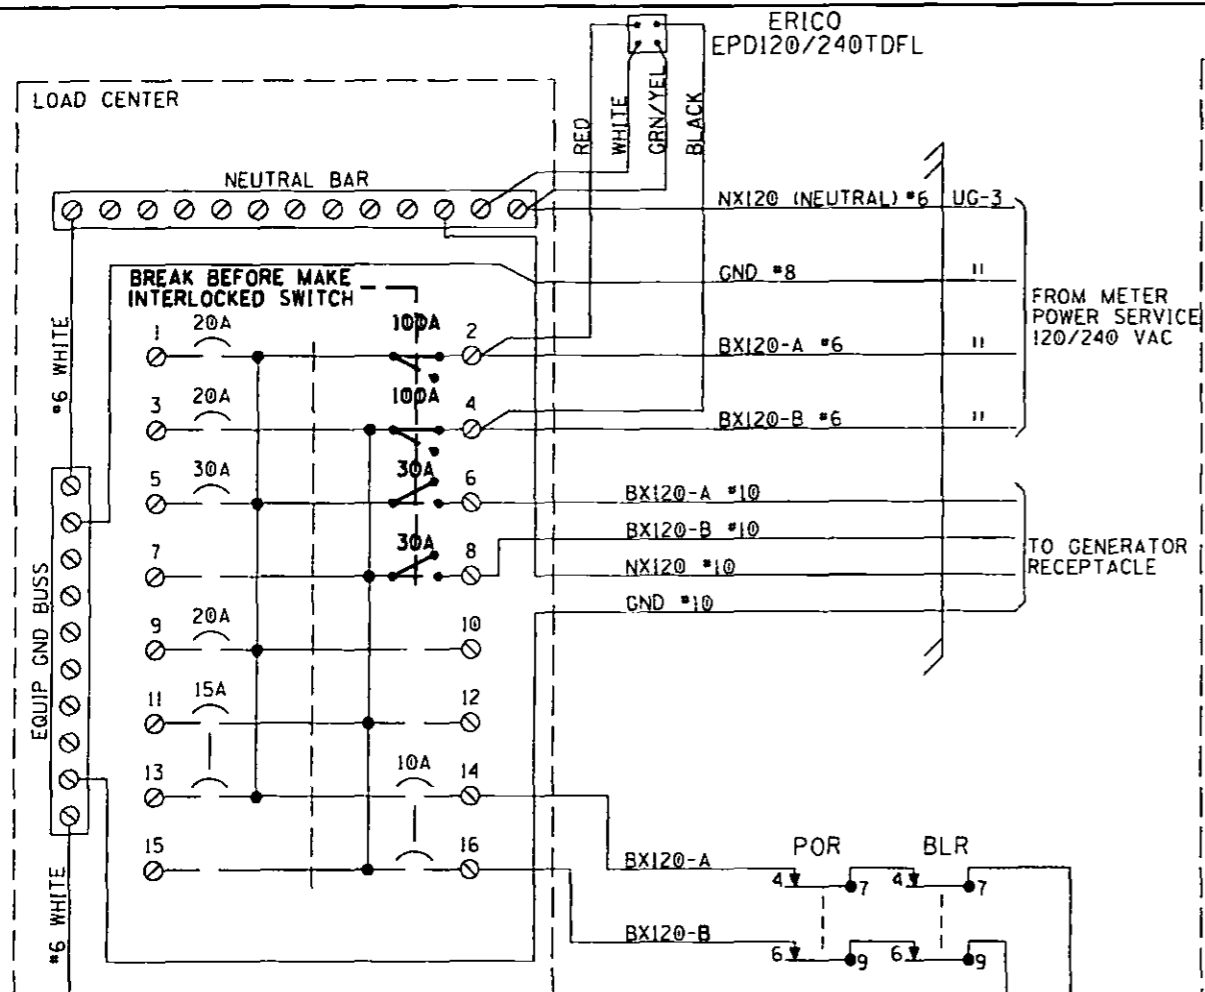 ERICO
EPD120/240TDFL
LOAD CENTER
RED
WHITE
GRN/YEL
BLACK
NEUTRAL BAR
NX120 (NEUTRAL) #6 UG-3
BREAK BEFORE MAKE
INTERLOCKED SWITCH
GND #8 "
FROM METER
POWER SERVICE
120/240 VAC
#6 WHITE
1 20A 100A 2
BX120-A #6 "
3 20A 100A 4
BX120-B #6 "
5 30A 30A 6
BX120-A #10
BX120-B #10
7 30A 8
NX120 #10
TO GENERATOR
RECEPTACLE
GND #10
EQUIP GND BUSS
9 20A 10
11 15A 12
13 10A 14
15 16
BX120-A
POR BLR
4 7 4 7
BX120-B
6 9 6 9
#6 WHITE